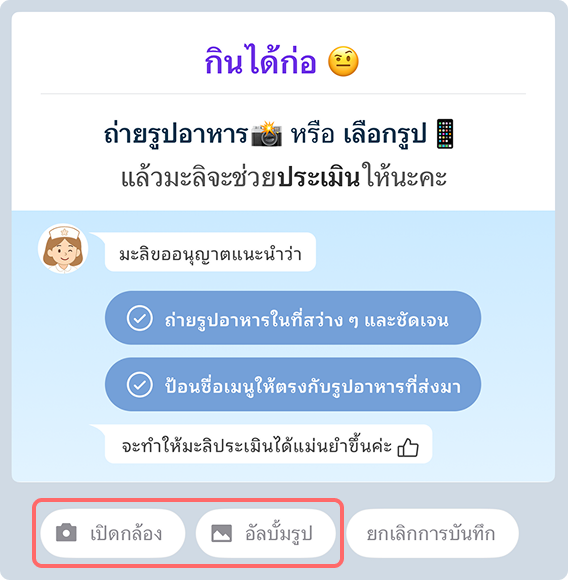 กินได้ก่อ
ถ่ายรูปอาหาร หรือ เลือกรูป
แล้วมะลิจะช่วยประเมินให้นะคะ
มะลิขออนุญาตแนะนำว่า
ถ่ายรูปอาหารในที่สว่าง ๆ และชัดเจน
ป้อนชื่อเมนูให้ตรงกับรูปอาหารที่ส่งมา
จะทำให้มะลิประเมินได้แม่นยำขึ้นค่ะ
เปิดกล้อง อัลบั้มรูป ยกเลิกการบันทึก